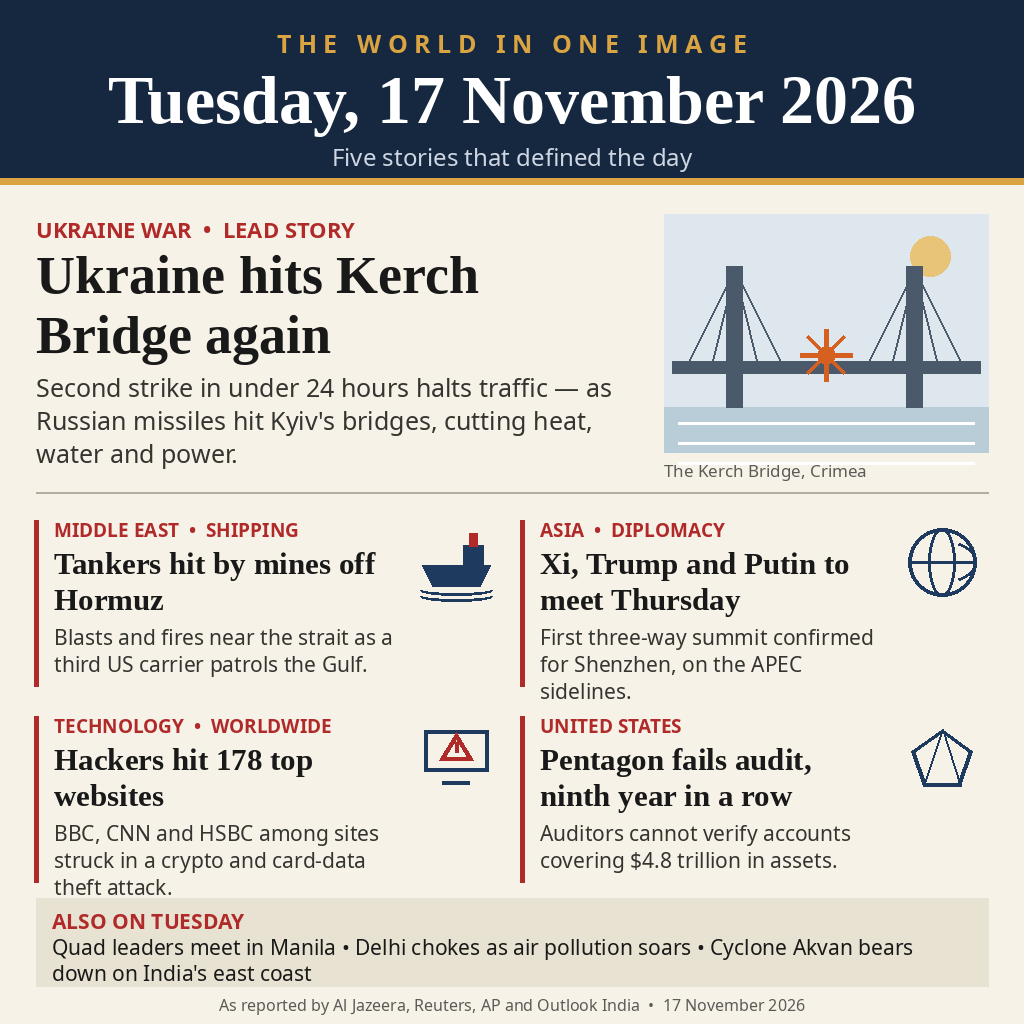 THE WORLD IN ONE IMAGE
Tuesday, 17 November 2026
Five stories that defined the day
UKRAINE WAR • LEAD STORY
Ukraine hits Kerch
Bridge again
Second strike in under 24 hours halts traffic — as
Russian missiles hit Kyiv's bridges, cutting heat,
water and power.
The Kerch Bridge, Crimea
MIDDLE EAST • SHIPPING
Tankers hit by mines off
Hormuz
Blasts and fires near the strait as a
third US carrier patrols the Gulf.
ASIA • DIPLOMACY
Xi, Trump and Putin to
meet Thursday
First three-way summit confirmed
for Shenzhen, on the APEC
sidelines.
TECHNOLOGY • WORLDWIDE
Hackers hit 178 top
websites
BBC, CNN and HSBC among sites
struck in a crypto and card-data
theft attack.
UNITED STATES
Pentagon fails audit,
ninth year in a row
Auditors cannot verify accounts
covering $4.8 trillion in assets.
ALSO ON TUESDAY
Quad leaders meet in Manila • Delhi chokes as air pollution soars • Cyclone Akvan bears
down on India's east coast
As reported by Al Jazeera, Reuters, AP and Outlook India • 17 November 2026